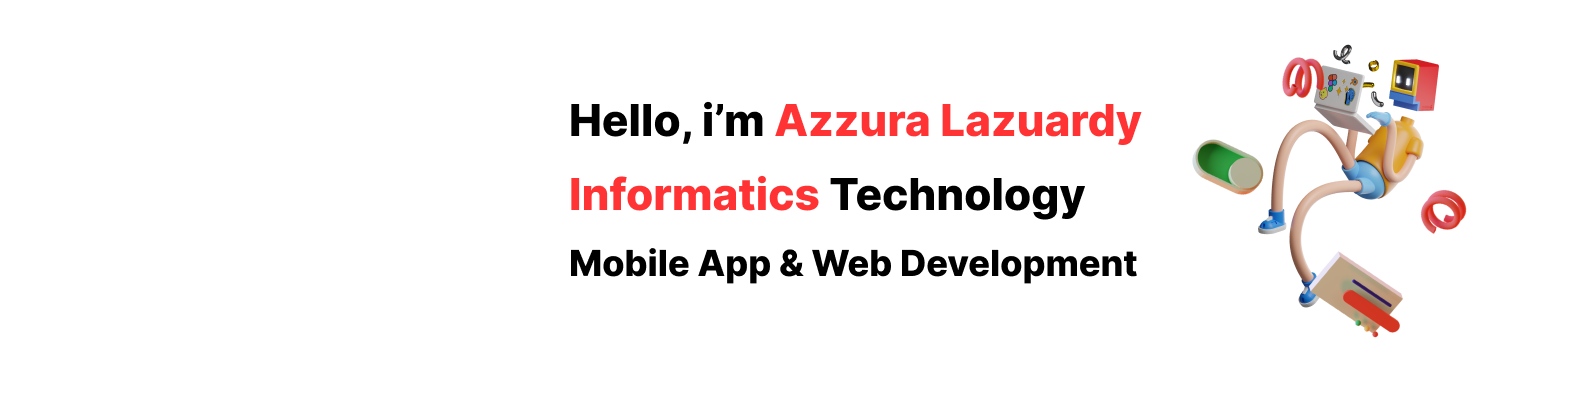 Hello, i’m Azzura Lazuardy
Informatics Technology
Mobile App & Web Development